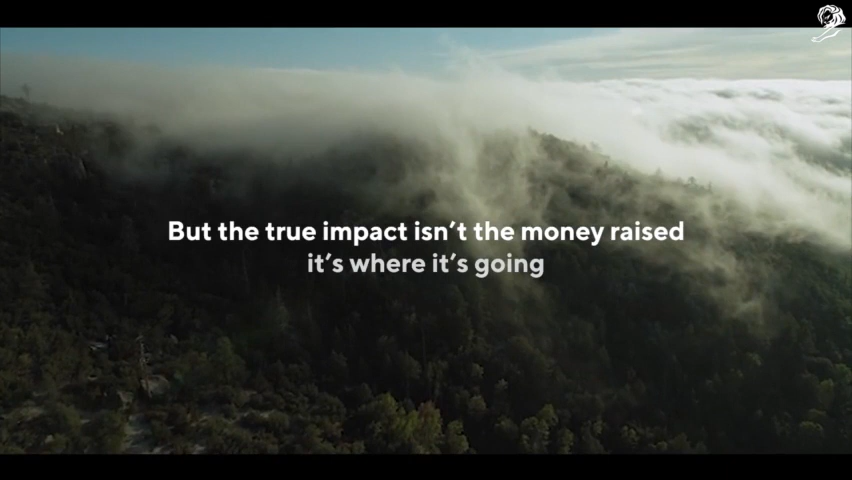 But the true impact isn't the money raised
it's where it's going